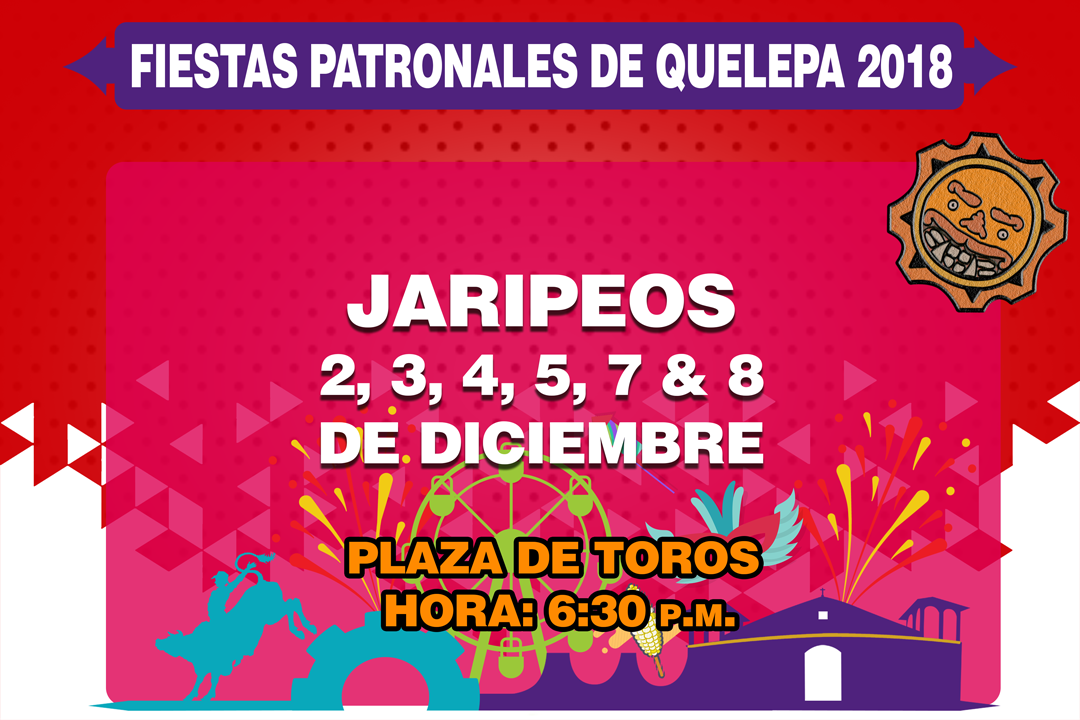 FIESTAS PATRONALES DE QUELEPA 2018
JARIPEOS
2, 3, 4, 5, 7 & 8
DE DICIEMBRE
PLAZA DE TOROS
HORA: 6:30 P.M.